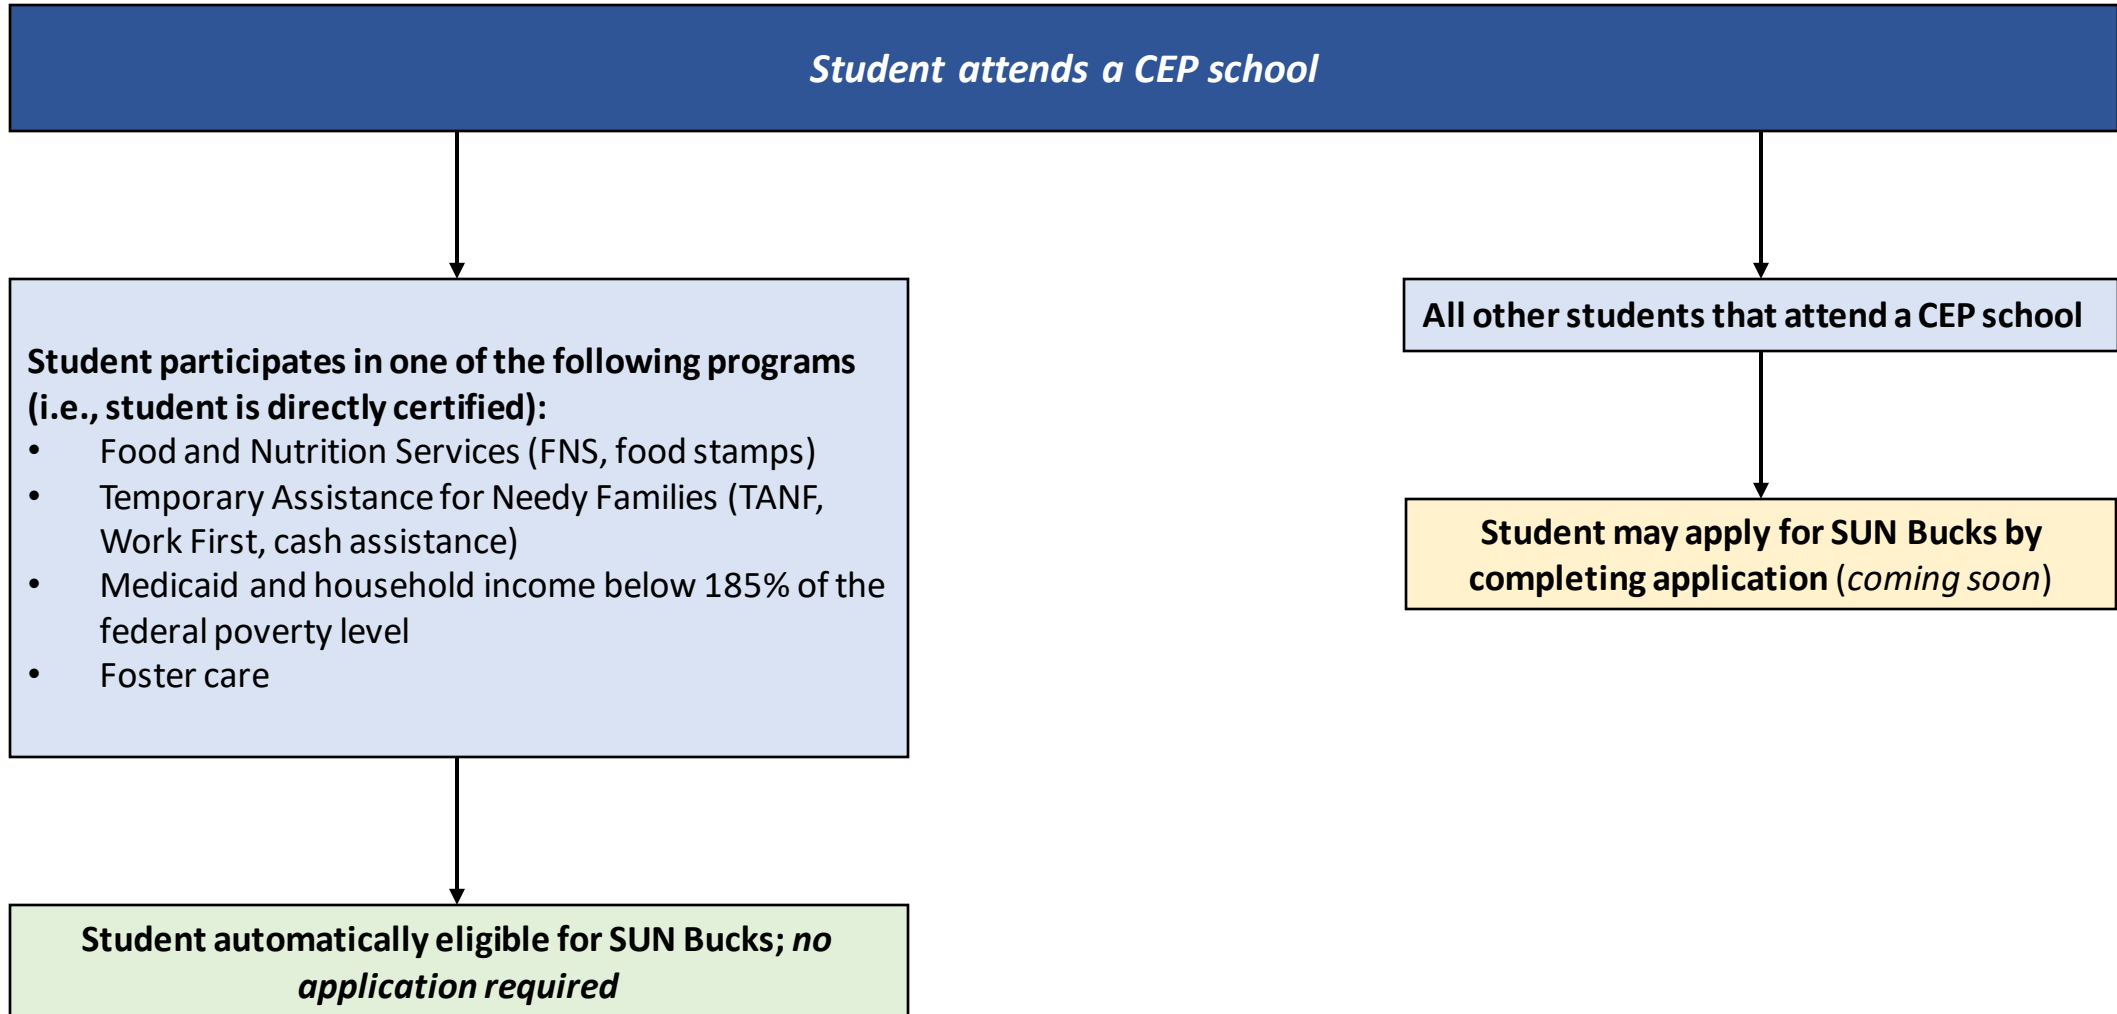 Student attends a CEP school
Student participates in one of the following programs
(i.e., student is directly certified):
• Food and Nutrition Services (FNS, food stamps)
• Temporary Assistance for Needy Families (TANF,
Work First, cash assistance)
• Medicaid and household income below 185% of the
federal poverty level
• Foster care
Student automatically eligible for SUN Bucks; no
application required
All other students that attend a CEP school
Student may apply for SUN Bucks by
completing application (coming soon)